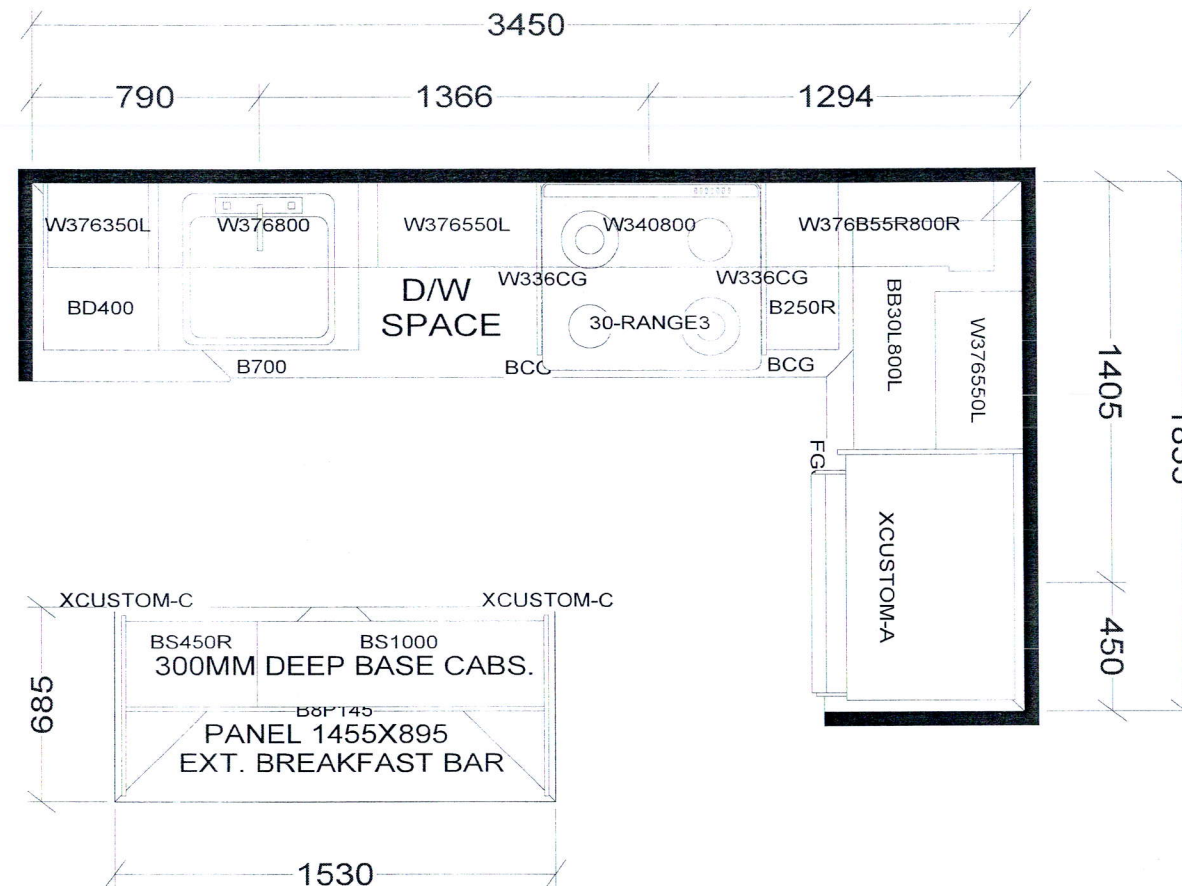 3450
790
1366
1294
W376350L
W376800
W376550L
W340800
W376B55R800R
W336CG
W336CG
BD400
D/W
SPACE
30-RANGE3
B250R
BB30L800L
W376550L
B700
BCG
BCG
1405
FG
XCUSTOM-A
450
XCUSTOM-C
XCUSTOM-C
BS450R
BS1000
300MM DEEP BASE CABS.
685
B8P145
PANEL 1455X895
EXT. BREAKFAST BAR
1530